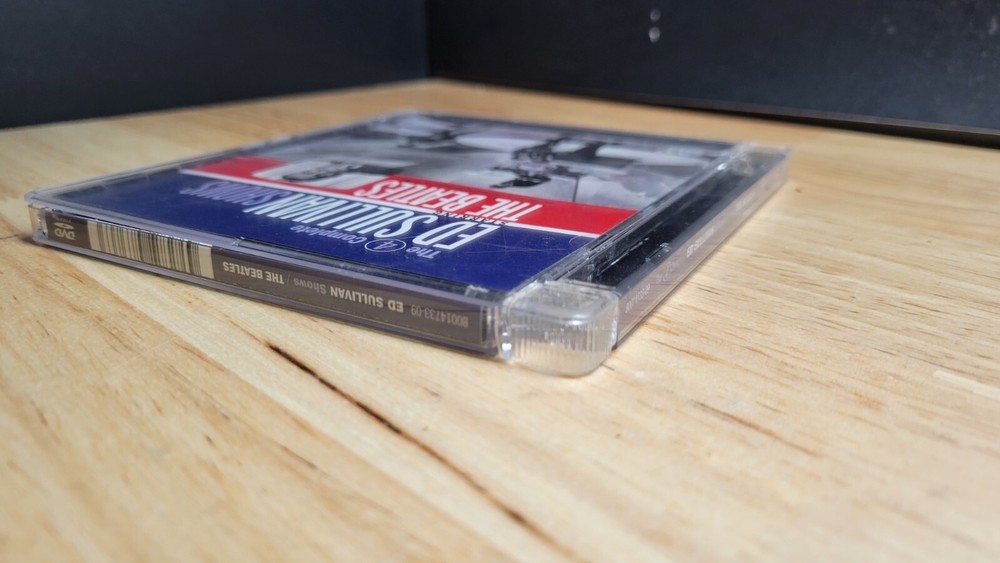 The 4 Complete
ED SULLIVAN SHOWS
STARRING
THE BEATLES
B0014733-09 ED SULLIVAN Shows / THE BEATLES
DVD